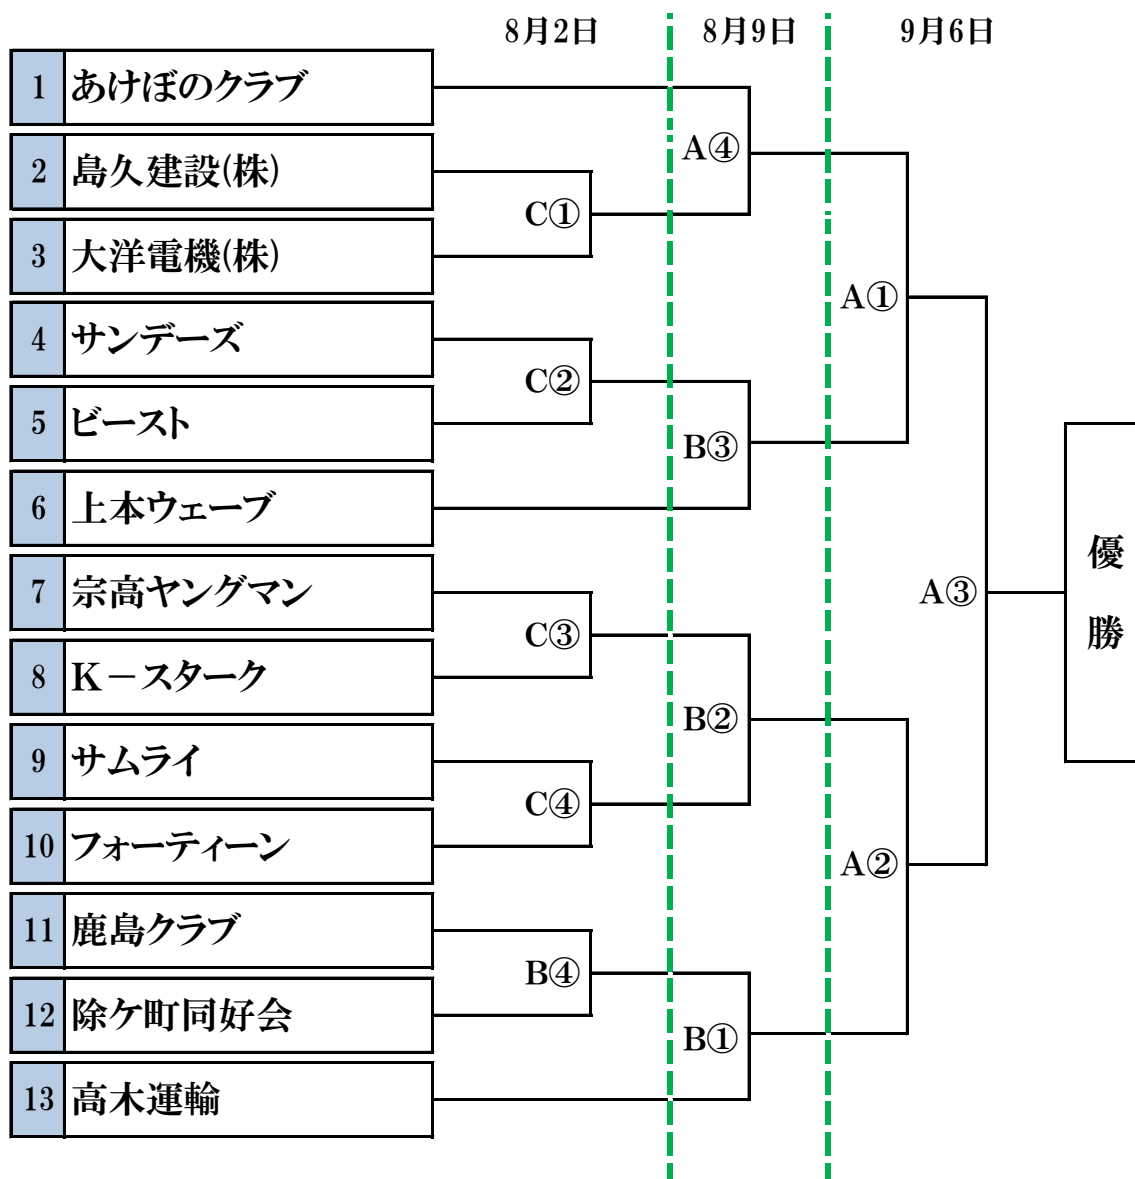 8月2日 8月9日 9月6日
1 あけぼのクラブ
A④
2 島久建設(株)
C①
3 大洋電機(株)
A①
4 サンデーズ
C②
5 ビースト
B③
6 上本ウェーブ
優
勝
7 宗高ヤングマン
A③
C③
8 K－スターク
B②
9 サムライ
C④
10 フォーティーン
A②
11 鹿島クラブ
B④
12 除ケ町同好会
B①
13 高木運輸